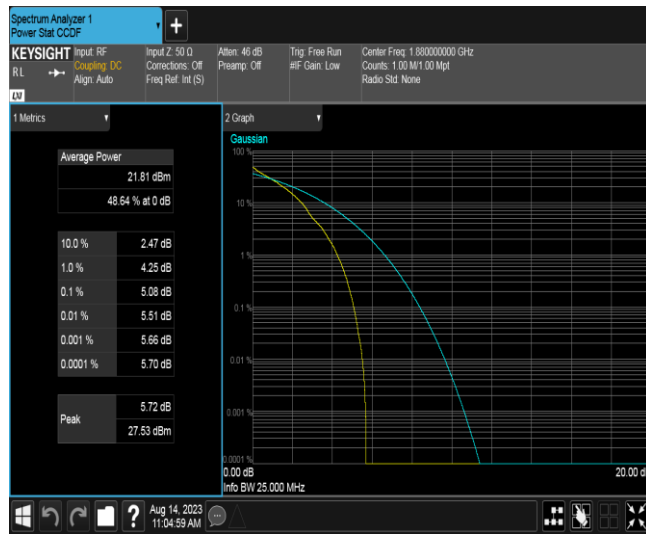 Spectrum Analyzer 1
Power Stat CCDF
+
KEYSIGHT
RL
LXI
Input: RF
Coupling: DC
Align: Auto
Input Z: 50 Ω
Corrections: Off
Freq Ref: Int (S)
Atten: 46 dB
Preamp: Off
Trig: Free Run
#IF Gain: Low
Center Freq: 1.880000000 GHz
Counts: 1.00 M/1.00 Mpt
Radio Std: None
1 Metrics
Average Power
21.81 dBm
48.64 % at 0 dB
10.0 % 2.47 dB
1.0 % 4.25 dB
0.1 % 5.08 dB
0.01 % 5.51 dB
0.001 % 5.66 dB
0.0001 % 5.70 dB
Peak
5.72 dB
27.53 dBm
2 Graph
Gaussian
100 %
10 %
1 %
0.1 %
0.01 %
0.001 %
0.0001 %
0.00 dB
20.00 d
Info BW 25.000 MHz
?
Aug 14, 2023
11:04:59 AM